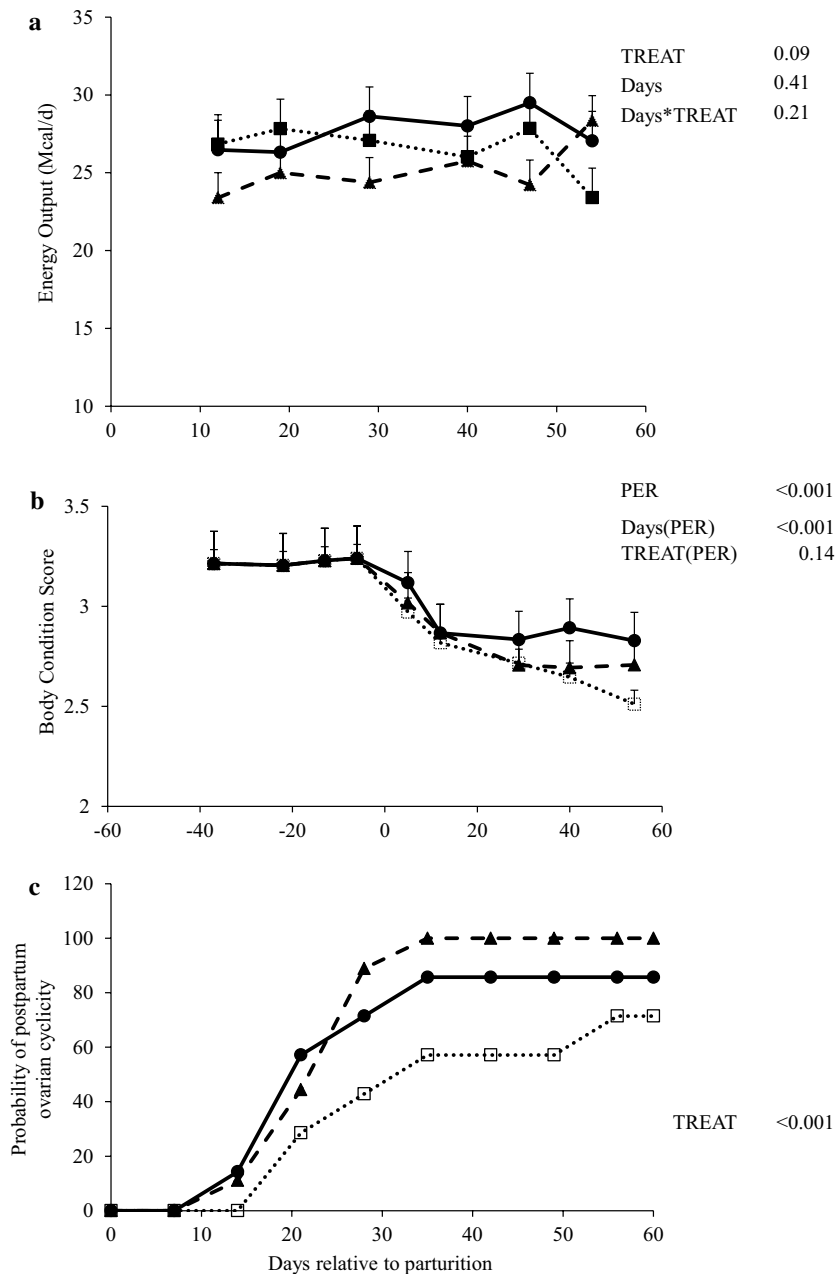 a
35
30
25
20
15
10
Energy Output (Mcal/d)
0 10 20 30 40 50 60
TREAT 0.09
Days 0.41
Days*TREAT 0.21
b
3.5
3
2.5
2
Body Condition Score
-60 -40 -20 0 20 40 60
PER <0.001
Days(PER) <0.001
TREAT(PER) 0.14
c
120
100
80
60
40
20
0
Probability of postpartum
ovarian cyclicity
0 10 20 30 40 50 60
Days relative to parturition
TREAT <0.001